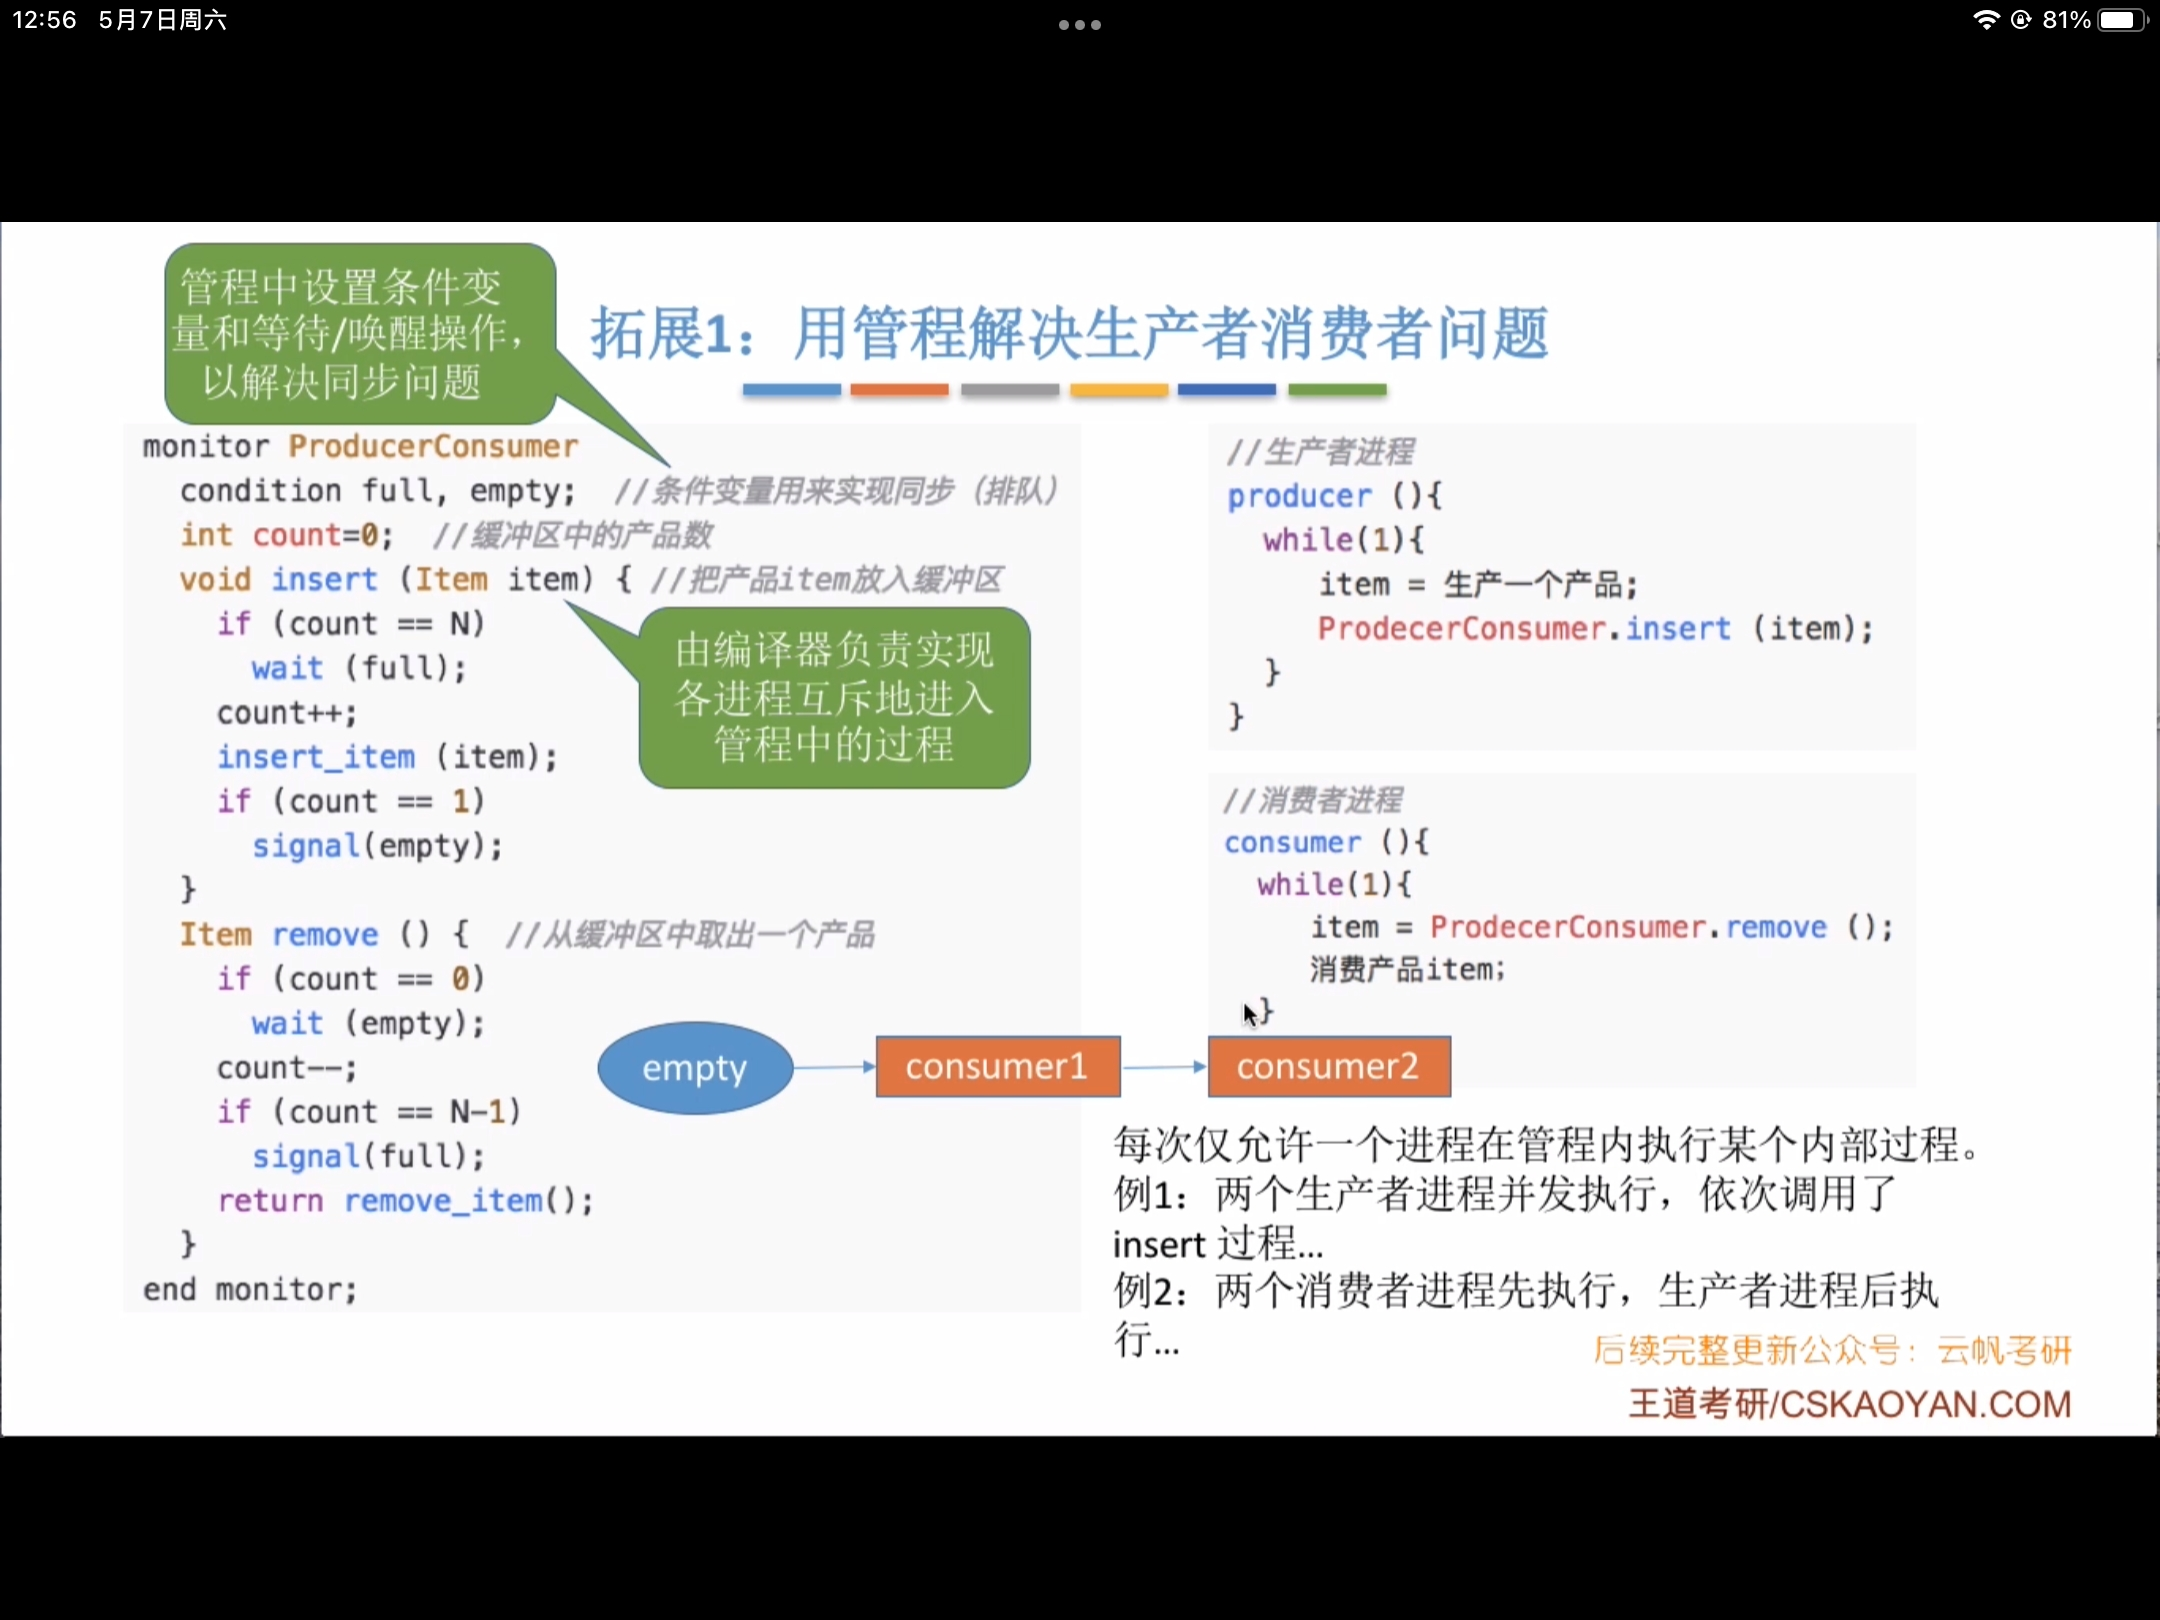 12:56 5月7日周六
81%
管程中设置条件变
量和等待/唤醒操作，
以解决同步问题
拓展1：用管程解决生产者消费者问题
monitor ProducerConsumer
condition full, empty; //条件变量用来实现同步（排队）
int count=0; //缓冲区中的产品数
void insert (Item item) { //把产品item放入缓冲区
if (count == N)
wait (full);
count++;
insert_item (item);
if (count == 1)
signal(empty);
}
由编译器负责实现
各进程互斥地进入
管程中的过程
Item remove () { //从缓冲区中取出一个产品
if (count == 0)
wait (empty);
count--;
if (count == N-1)
signal(full);
return remove_item();
}
end monitor;
//生产者进程
producer (){
while(1){
item = 生产一个产品;
ProdecerConsumer.insert (item);
}
}
//消费者进程
consumer (){
while(1){
item = ProdecerConsumer.remove ();
消费产品item;
}
empty consumer1 consumer2
每次仅允许一个进程在管程内执行某个内部过程。
例1：两个生产者进程并发执行，依次调用了
insert 过程...
例2：两个消费者进程先执行，生产者进程后执
行...
后续完整更新公众号：云帆考研
王道考研/CSKAOYAN.COM